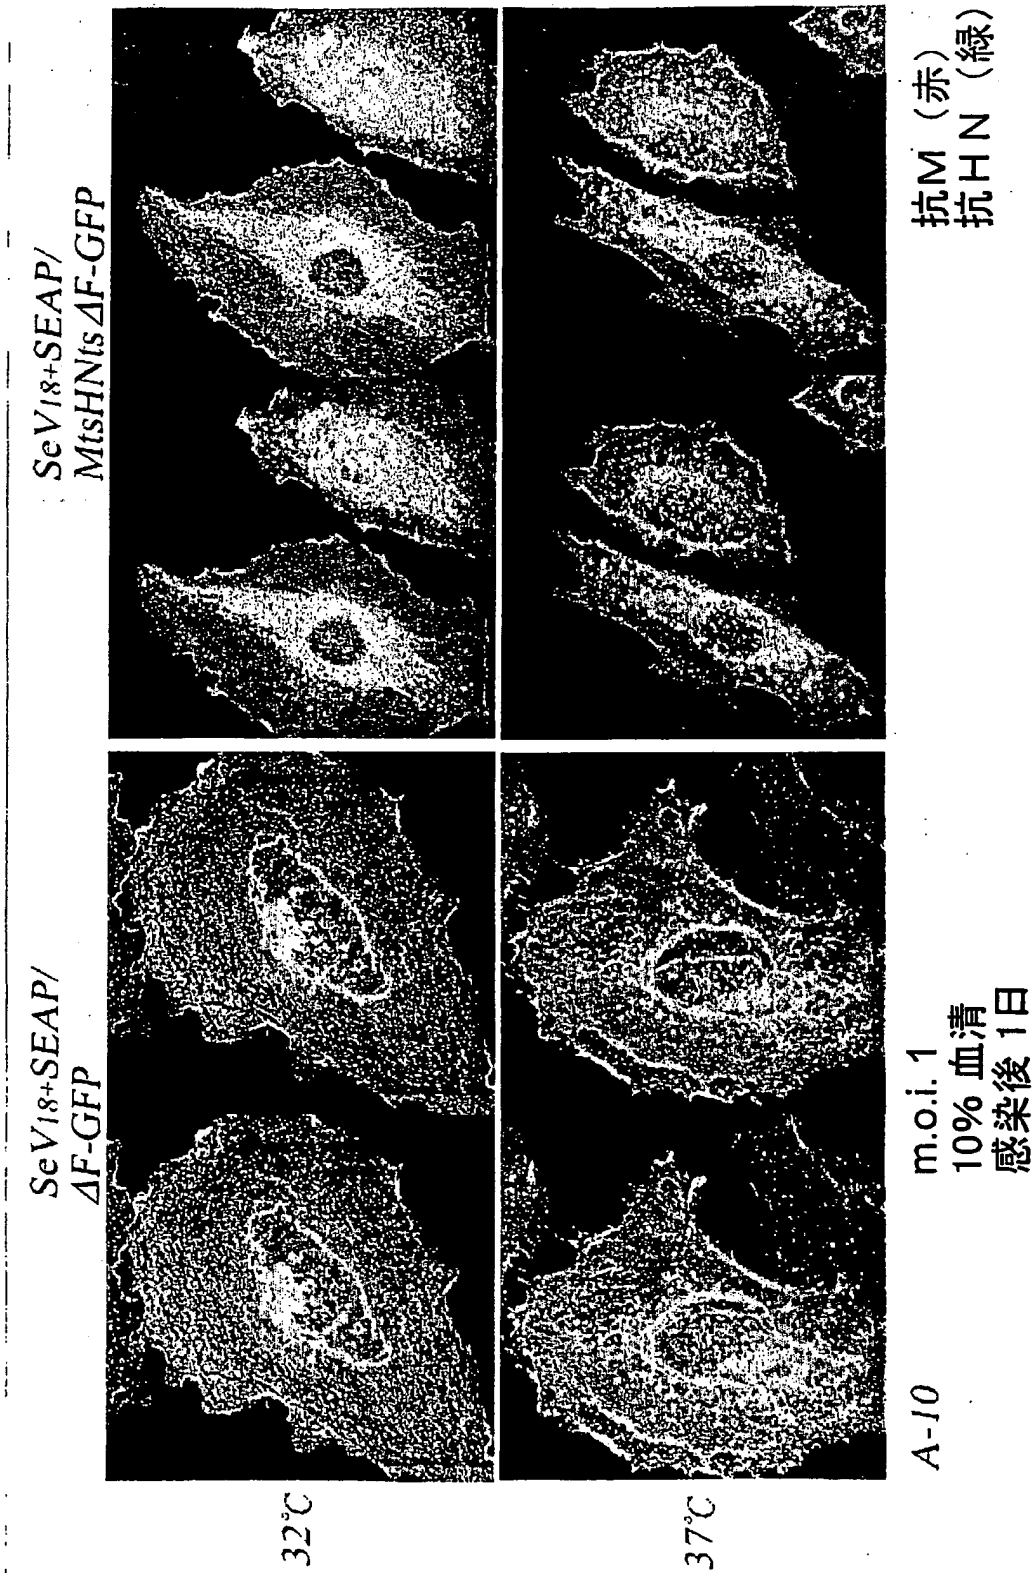 SeV18+SEAP/
ΔF-GFP
SeV18+SEAP/
MtsHNtsΔF-GFP
32℃
37℃
A-10
m.o.i. 1
10% 血清
感染後 1日
抗M (赤)
抗HN (緑)